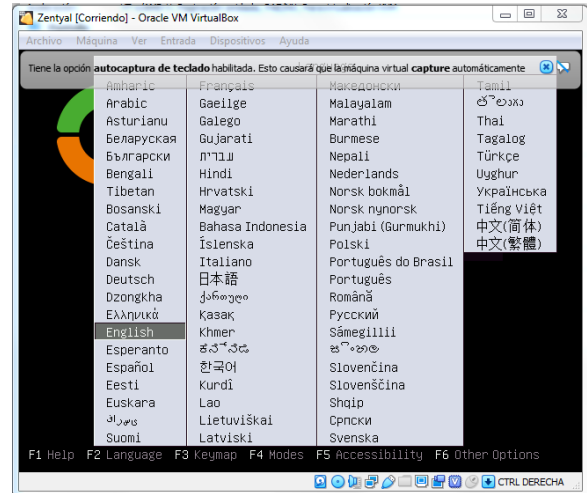 Zentyal [Corriendo] - Oracle VM VirtualBox
Archivo Máquina Ver Entrada Dispositivos Ayuda
Tiene la opción autocaptura de teclado habilitada. Esto causará que la máquina virtual capture automáticamente
Amharic
Arabic
Asturianu
Беларуская
Български
Bengali
Tibetan
Bosanski
Català
Čeština
Dansk
Deutsch
Dzongkha
Ελληνικά
English
Esperanto
Español
Eesti
Euskara
Suomi
Français
Gaeilge
Galego
Gujarati
עברית
Hindi
Hrvatski
Magyar
Bahasa Indonesia
Íslenska
Italiano
日本語
ქართული
Қазақ
Khmer
ಕನ್ನಡ
한국어
Kurdî
Lao
Lietuviškai
Latviski
Македонски
Malayalam
Marathi
Burmese
Nepali
Nederlands
Norsk bokmål
Norsk nynorsk
Punjabi (Gurmukhi)
Polski
Português do Brasil
Português
Română
Русский
Sámegillii
සිංහල
Slovenčina
Slovenščina
Shqip
Српски
Svenska
Tamil
తెలుగు
Thai
Tagalog
Türkçe
Uyghur
Українська
Tiếng Việt
中文(简体)
中文(繁體)
F1 Help F2 Language F3 Keymap F4 Modes F5 Accessibility F6 Other Options
CTRL DERECHA